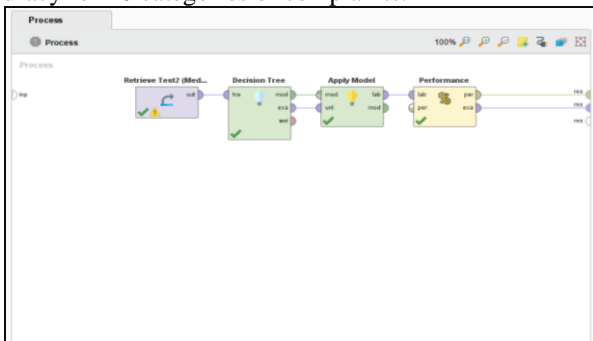 Process
Process
100%
Process
Retrieve Test2 (Med...
Decision Tree
Apply Model
Performance
inp
out
tra
mod
exa
wei
mod
lab
unl
mod
lab
per
per
exa
res
res
res